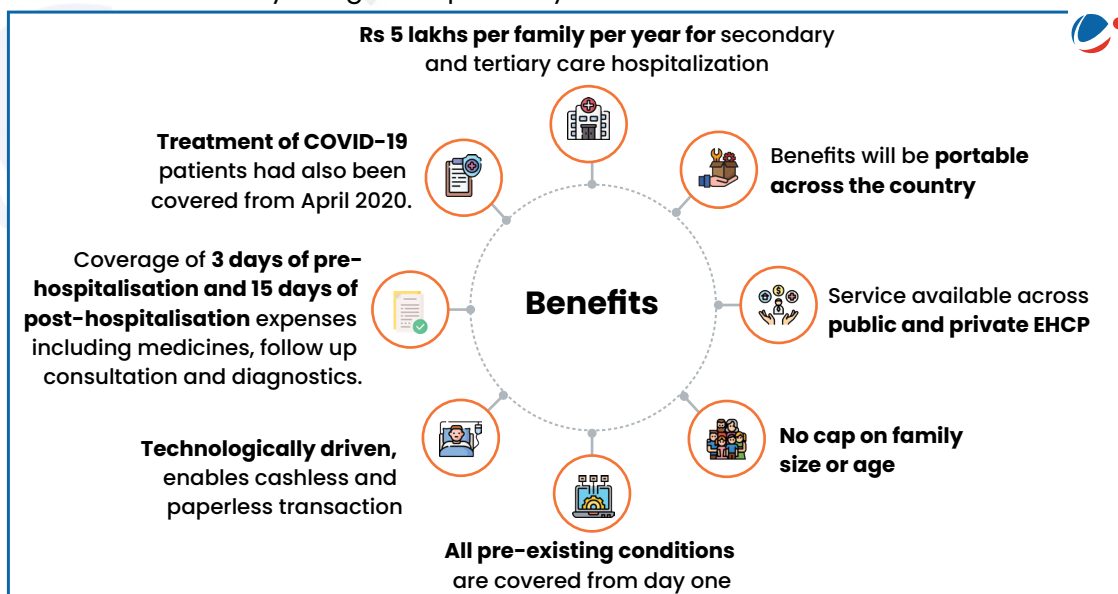 Rs 5 lakhs per family per year for secondary
and tertiary care hospitalization
Treatment of COVID-19
patients had also been
covered from April 2020.
Benefits will be portable
across the country
Coverage of 3 days of pre-
hospitalisation and 15 days of
post-hospitalisation expenses
including medicines, follow up
consultation and diagnostics.
Benefits
Service available across
public and private EHCP
Technologically driven,
enables cashless and
paperless transaction
No cap on family
size or age
All pre-existing conditions
are covered from day one